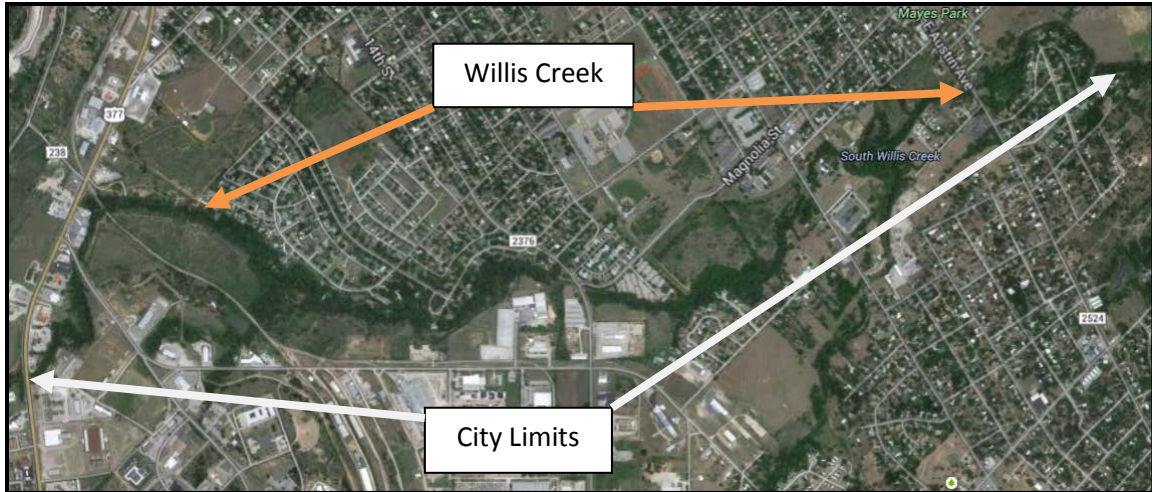 Mayes Park
F Austin Ave
14th St
Willis Creek
377
238
Magnolia St
South Willis Creek
2376
2524
City Limits